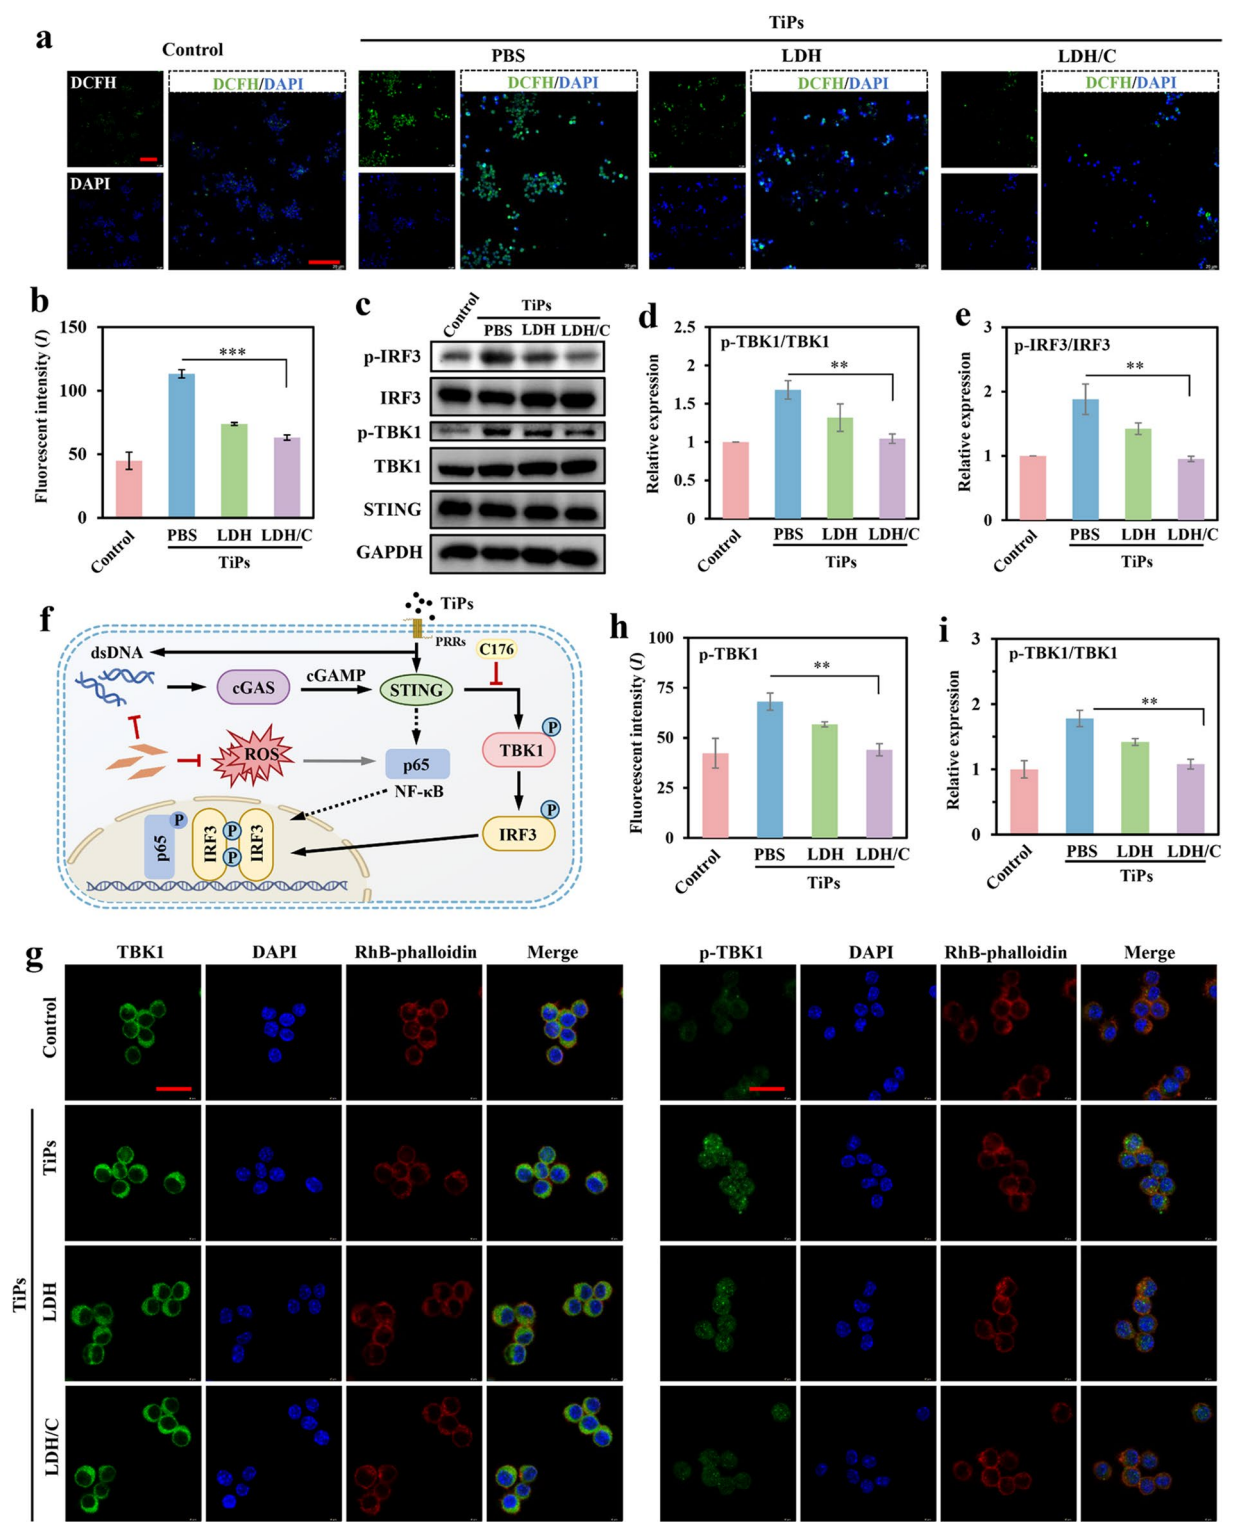 a
TiPs
Control
PBS
LDH
LDH/C
DCFH
DCFH/DAPI
DCFH/DAPI
DCFH/DAPI
DCFH/DAPI
DAPI
b
Fluorescent intensity (I)
150
100
50
0
***
Control
PBS LDH LDH/C
TiPs
c
Control
TiPs
PBS LDH LDH/C
p-IRF3
IRF3
p-TBK1
TBK1
STING
GAPDH
d
Relative expression
2.5
2
1.5
1
0.5
0
p-TBK1/TBK1
**
Control
PBS LDH LDH/C
TiPs
e
Relative expression
3
2
1
0
p-IRF3/IRF3
**
Control
PBS LDH LDH/C
TiPs
f
TiPs
PRRs
dsDNA
C176
cGAS
cGAMP
STING
P
TBK1
ROS
p65
NF-κB
P
IRF3
P
p65
IRF3
P
P
IRF3
h
Fluoreescent intensity (I)
100
75
50
25
0
p-TBK1
**
Control
PBS LDH LDH/C
TiPs
i
Relative expression
3
2
1
0
p-TBK1/TBK1
**
Control
PBS LDH LDH/C
TiPs
g
TBK1 DAPI RhB-phalloidin Merge
p-TBK1 DAPI RhB-phalloidin Merge
Control
TiPs
TiPs
LDH
LDH/C